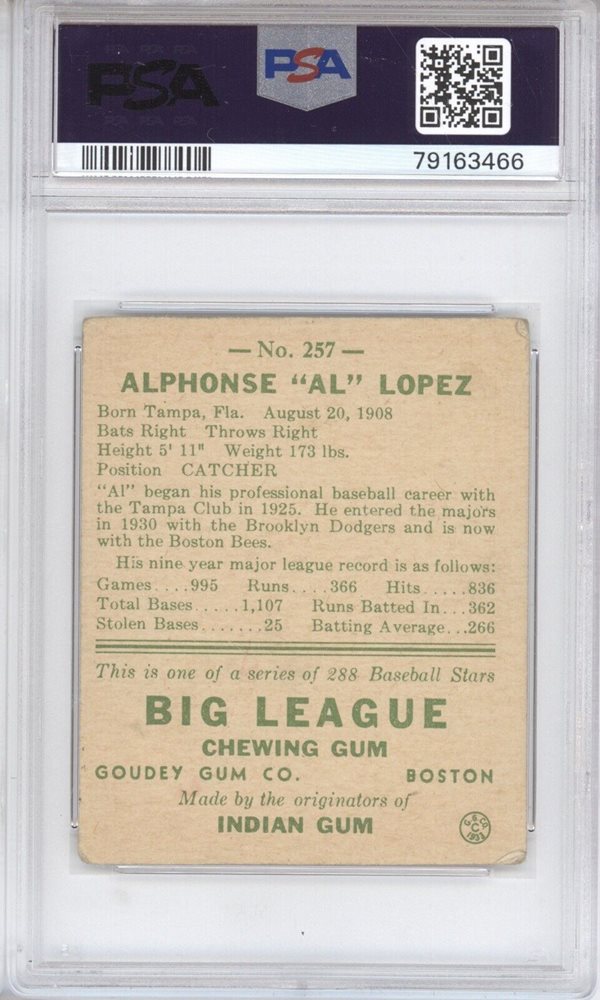 PSA
PSA
79163466
— No. 257 —
ALPHONSE "AL" LOPEZ
Born Tampa, Fla. August 20, 1908
Bats Right Throws Right
Height 5' 11" Weight 173 lbs.
Position CATCHER
"Al" began his professional baseball career with
the Tampa Club in 1925. He entered the majors
in 1930 with the Brooklyn Dodgers and is now
with the Boston Bees.
His nine year major league record is as follows:
Games....995 Runs....366 Hits.....836
Total Bases.....1,107 Runs Batted In...362
Stolen Bases.......25 Batting Average...266
This is one of a series of 288 Baseball Stars
BIG LEAGUE
CHEWING GUM
GOUDEY GUM CO. BOSTON
Made by the originators of
INDIAN GUM
G. G. CO.
C
1938